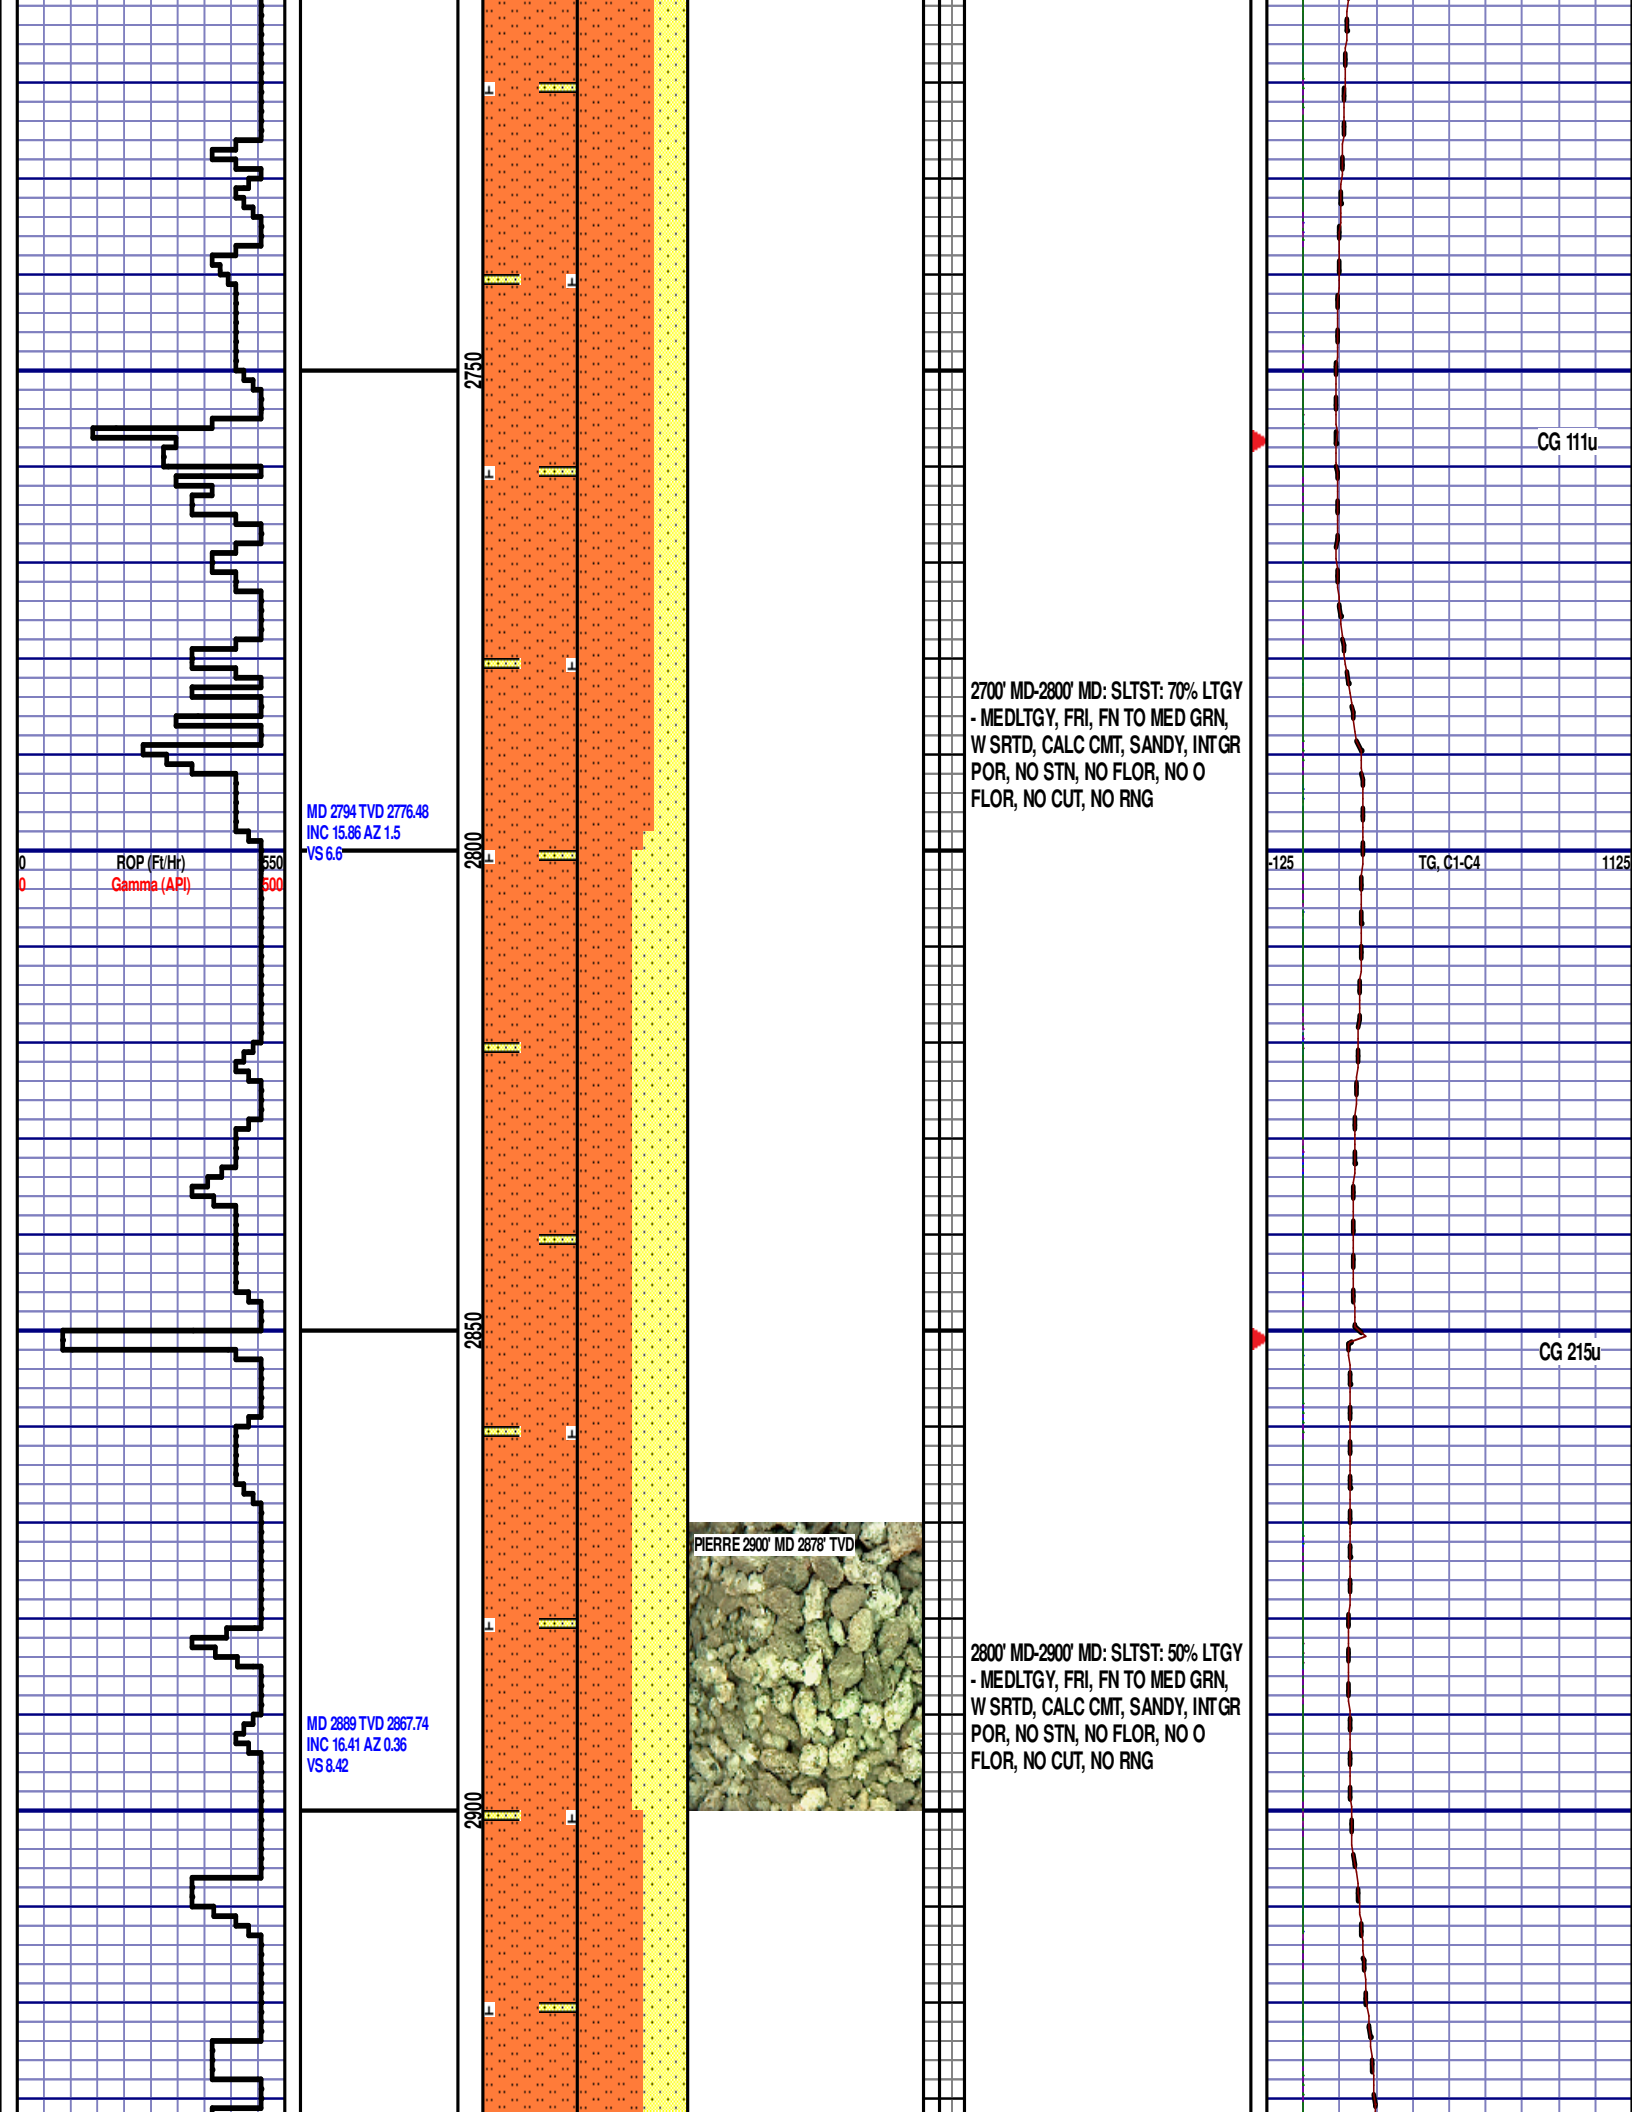 2750
CG 111u
2700' MD-2800' MD: SLTST: 70% LTGY
- MEDLTGY, FRI, FN TO MED GRN,
W SRTD, CALC CMT, SANDY, INTGR
POR, NO STN, NO FLOR, NO O
FLOR, NO CUT, NO RNG
MD 2794 TVD 2776.48
INC 15.86 AZ 1.5
VS 6.6
2800
0 ROP (Ft/Hr) 550
0 Gamma (API) 500
-125 TG, C1-C4 1125
2850
CG 215u
PIERRE 2900' MD 2878' TVD
2800' MD-2900' MD: SLTST: 50% LTGY
- MEDLTGY, FRI, FN TO MED GRN,
W SRTD, CALC CMT, SANDY, INTGR
POR, NO STN, NO FLOR, NO O
FLOR, NO CUT, NO RNG
MD 2889 TVD 2867.74
INC 16.41 AZ 0.36
VS 8.42
2900